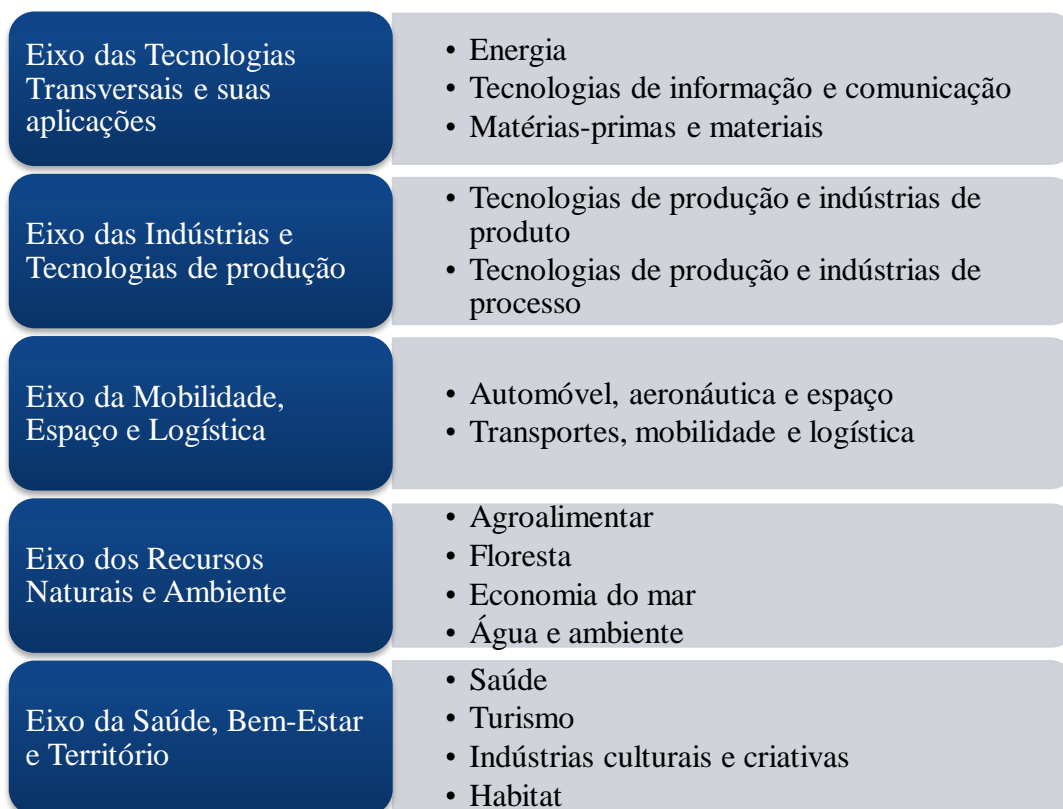 Eixo das Tecnologias
Transversais e suas
aplicações
• Energia
• Tecnologias de informação e comunicação
• Matérias-primas e materiais
Eixo das Indústrias e
Tecnologias de produção
• Tecnologias de produção e indústrias de
produto
• Tecnologias de produção e indústrias de
processo
Eixo da Mobilidade,
Espaço e Logística
• Automóvel, aeronáutica e espaço
• Transportes, mobilidade e logística
Eixo dos Recursos
Naturais e Ambiente
• Agroalimentar
• Floresta
• Economia do mar
• Água e ambiente
Eixo da Saúde, Bem-Estar
e Território
• Saúde
• Turismo
• Indústrias culturais e criativas
• Habitat